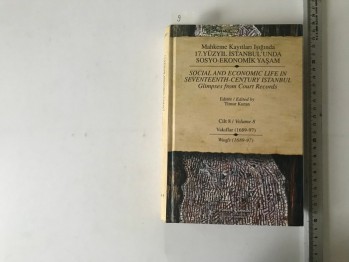 Mahkeme Kayıtları Işığında
17. YÜZYIL İSTANBUL'UNDA
SOSYO-EKONOMİK YAŞAM
SOCIAL AND ECONOMIC LIFE IN
SEVENTEENTH-CENTURY ISTANBUL
Glimpses from Court Records
Editör / Edited by
Timur Kuran
Cilt 8 / Volume 8
Vakıflar (1689-97)
Waqfs (1689-97)